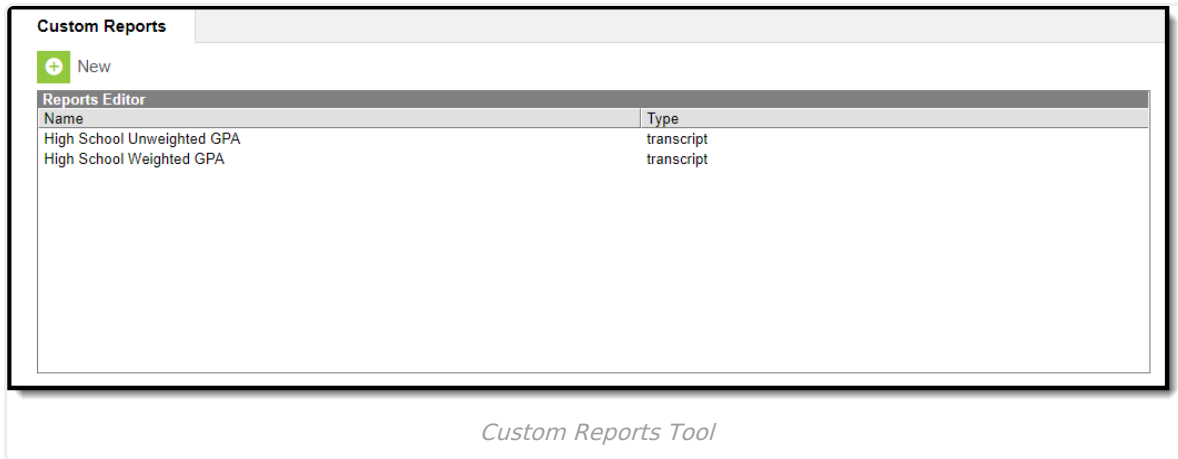 Custom Reports
New
Reports Editor
Name Type
High School Unweighted GPA transcript
High School Weighted GPA transcript
Custom Reports Tool